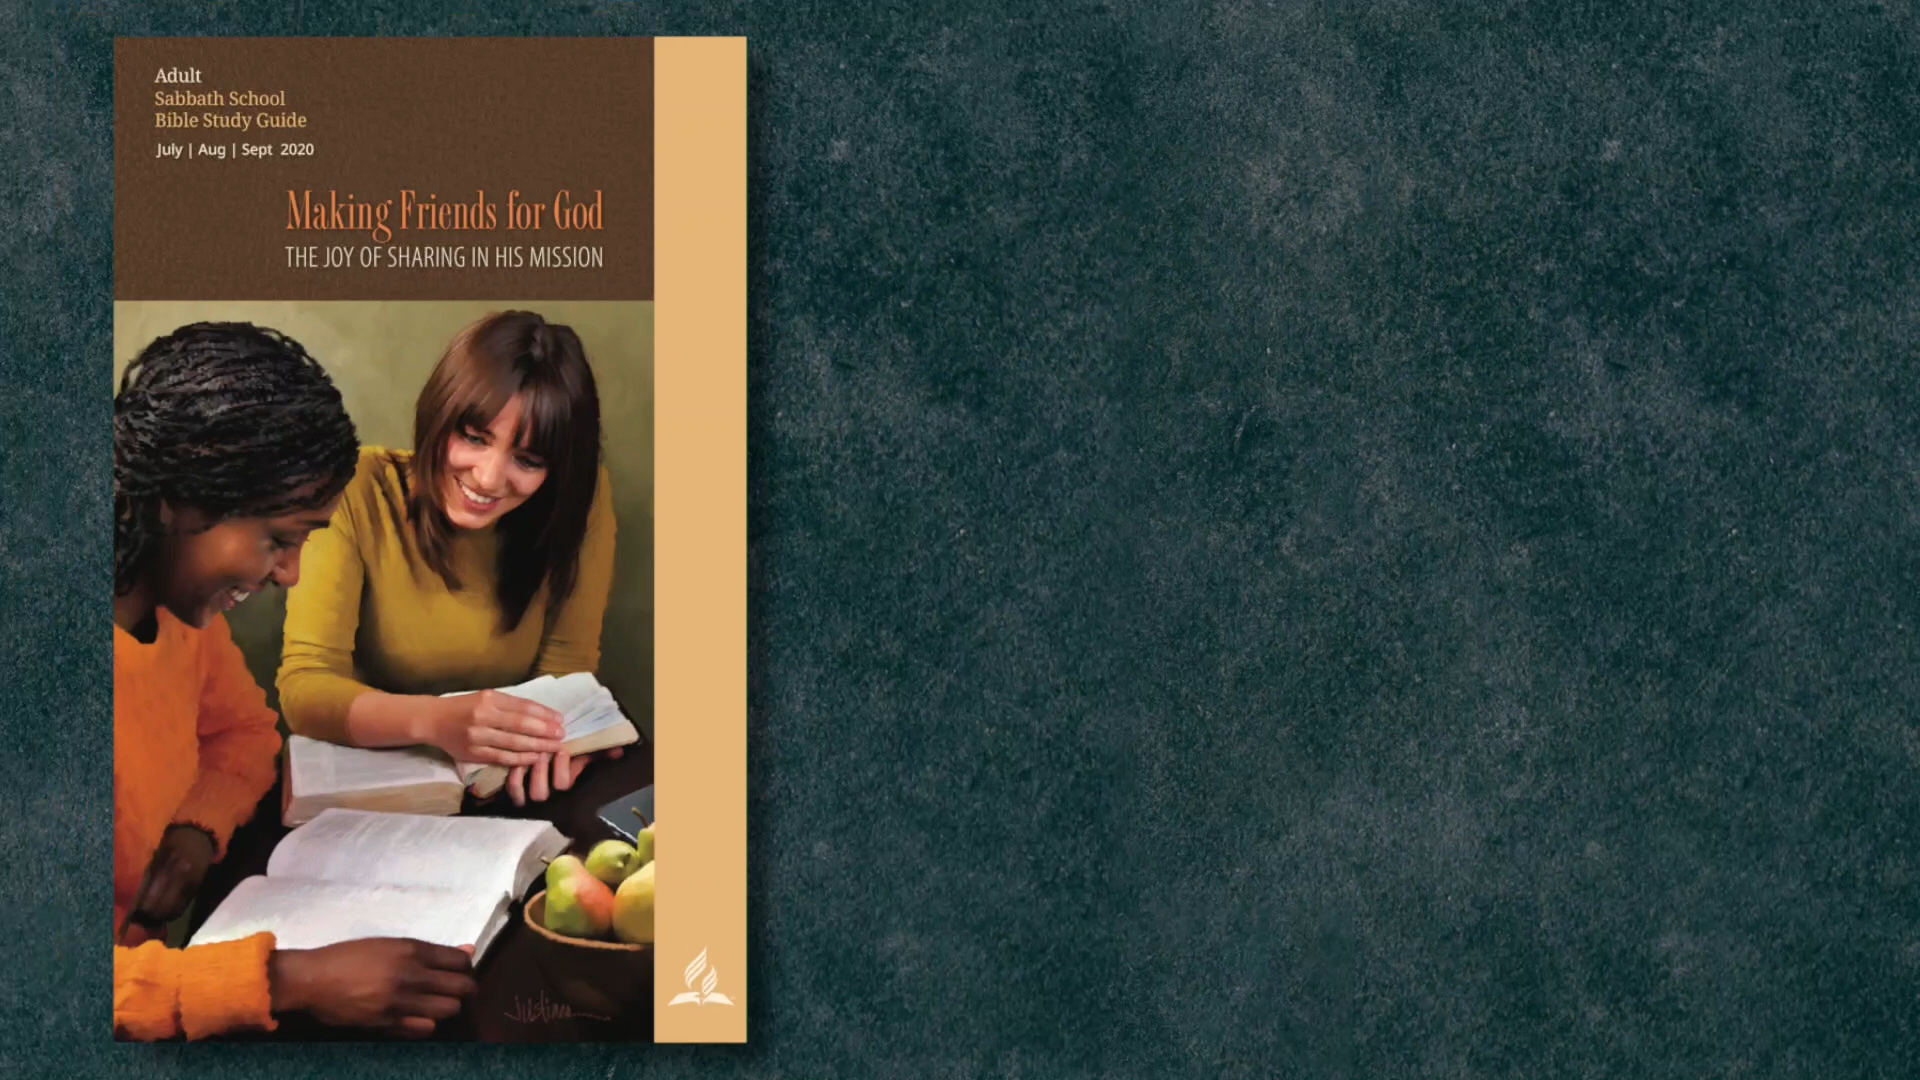 Adult
Sabbath School
Bible Study Guide
July | Aug | Sept 2020
Making Friends for God
THE JOY OF SHARING IN HIS MISSION